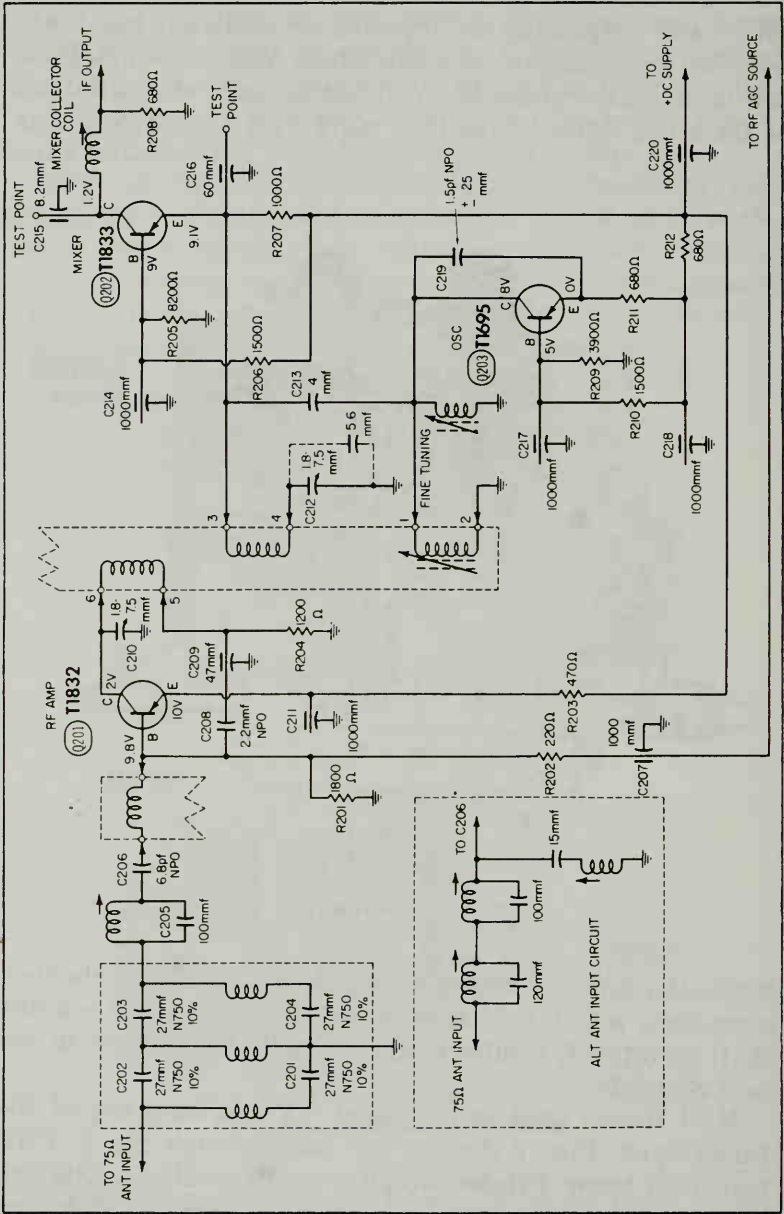 TO 75Ω
ANT INPUT
C202
27mmf
N750
10%
C203
27mmf
N750
10%
C201
27mmf
N750
10%
C204
27mmf
N750
10%
C205
100mmf
C206
6.8pf
NPO
RF AMP
Q201 T1832
9.8V
B
C 2V
E
10V
C210
1.8-
7.5
mmf
6
5
C209
47mmf
C208
2.2mmf
NPO
R204
1200
Ω
C211
1000mmf
R201
1800
Ω
R203
470Ω
R202
220Ω
1000
mmf
C207
75Ω ANT INPUT
120mmf
100mmf
TO C206
15mmf
ALT ANT INPUT CIRCUIT
3
4
1
2
C212
1.8-
7.5
mmf
5.6
mmf
FINE TUNING
C213
4
mmf
C214
1000mmf
R205
8200Ω
R206
1500Ω
TEST POINT
C215
8.2mmf
MIXER
Q202 T1833
B
9V
C
1.2V
E
9.1V
MIXER COLLECTOR
COIL
IF OUTPUT
R208
680Ω
TEST
POINT
C216
60mmf
R207
1000Ω
1.5pf NPO
± 25
mmf
C219
OSC
Q203 T1695
C 8V
B
5V
E
0V
C217
1000mmf
R209
3900Ω
R210
1500Ω
R211
680Ω
R212
680Ω
C218
1000mmf
C220
1000mmf
TO
+DC SUPPLY
TO RF AGC SOURCE